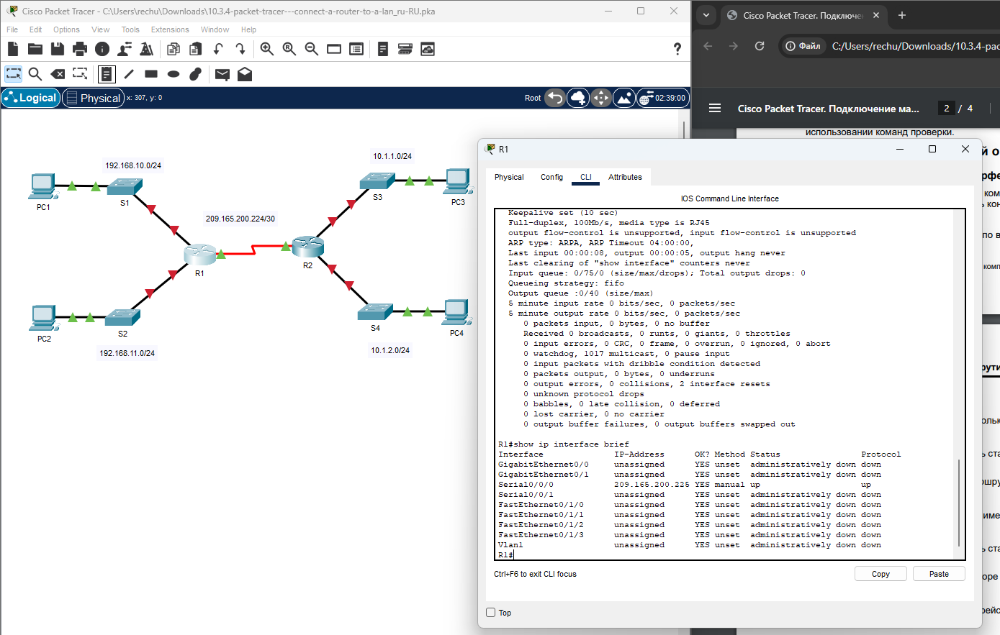 Cisco Packet Tracer - C:\Users\rechu\Downloads\10.3.4-packet-tracer---connect-a-router-to-a-lan_ru-RU.pka
File Edit Options View Tools Extensions Window Help
Logical Physical x: 307, y: 0 Root 02:39:00
192.168.10.0/24
10.1.1.0/24
PC1
S1
S3
PC3
209.165.200.224/30
R1
R2
PC2
S2
S4
PC4
192.168.11.0/24
10.1.2.0/24
Cisco Packet Tracer. Подключе
Файл C:/Users/rechu/Downloads/10.3.4-pac
Cisco Packet Tracer. Подключение ма... 2 / 4
использовании команд проверки.
R1
Physical Config CLI Attributes
IOS Command Line Interface
Keepalive set (10 sec)
Full-duplex, 100Mb/s, media type is RJ45
output flow-control is unsupported, input flow-control is unsupported
ARP type: ARPA, ARP Timeout 04:00:00,
Last input 00:00:08, output 00:00:05, output hang never
Last clearing of "show interface" counters never
Input queue: 0/75/0 (size/max/drops); Total output drops: 0
Queueing strategy: fifo
Output queue :0/40 (size/max)
5 minute input rate 0 bits/sec, 0 packets/sec
5 minute output rate 0 bits/sec, 0 packets/sec
0 packets input, 0 bytes, 0 no buffer
Received 0 broadcasts, 0 runts, 0 giants, 0 throttles
0 input errors, 0 CRC, 0 frame, 0 overrun, 0 ignored, 0 abort
0 watchdog, 1017 multicast, 0 pause input
0 input packets with dribble condition detected
0 packets output, 0 bytes, 0 underruns
0 output errors, 0 collisions, 2 interface resets
0 unknown protocol drops
0 babbles, 0 late collision, 0 deferred
0 lost carrier, 0 no carrier
0 output buffer failures, 0 output buffers swapped out
R1#show ip interface brief
Interface IP-Address OK? Method Status Protocol
GigabitEthernet0/0 unassigned YES unset administratively down down
GigabitEthernet0/1 unassigned YES unset administratively down down
Serial0/0/0 209.165.200.225 YES manual up up
Serial0/0/1 unassigned YES unset administratively down down
FastEthernet0/1/0 unassigned YES unset administratively down down
FastEthernet0/1/1 unassigned YES unset administratively down down
FastEthernet0/1/2 unassigned YES unset administratively down down
FastEthernet0/1/3 unassigned YES unset administratively down down
Vlan1 unassigned YES unset administratively down down
R1#
Ctrl+F6 to exit CLI focus
Copy Paste
Top